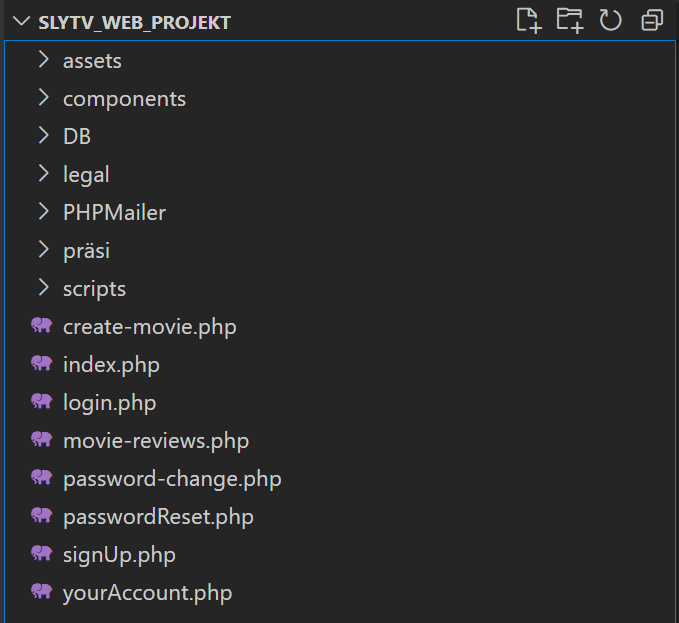 SLYTV_WEB_PROJEKT
assets
components
DB
legal
PHPMailer
präsi
scripts
create-movie.php
index.php
login.php
movie-reviews.php
password-change.php
passwordReset.php
signUp.php
yourAccount.php